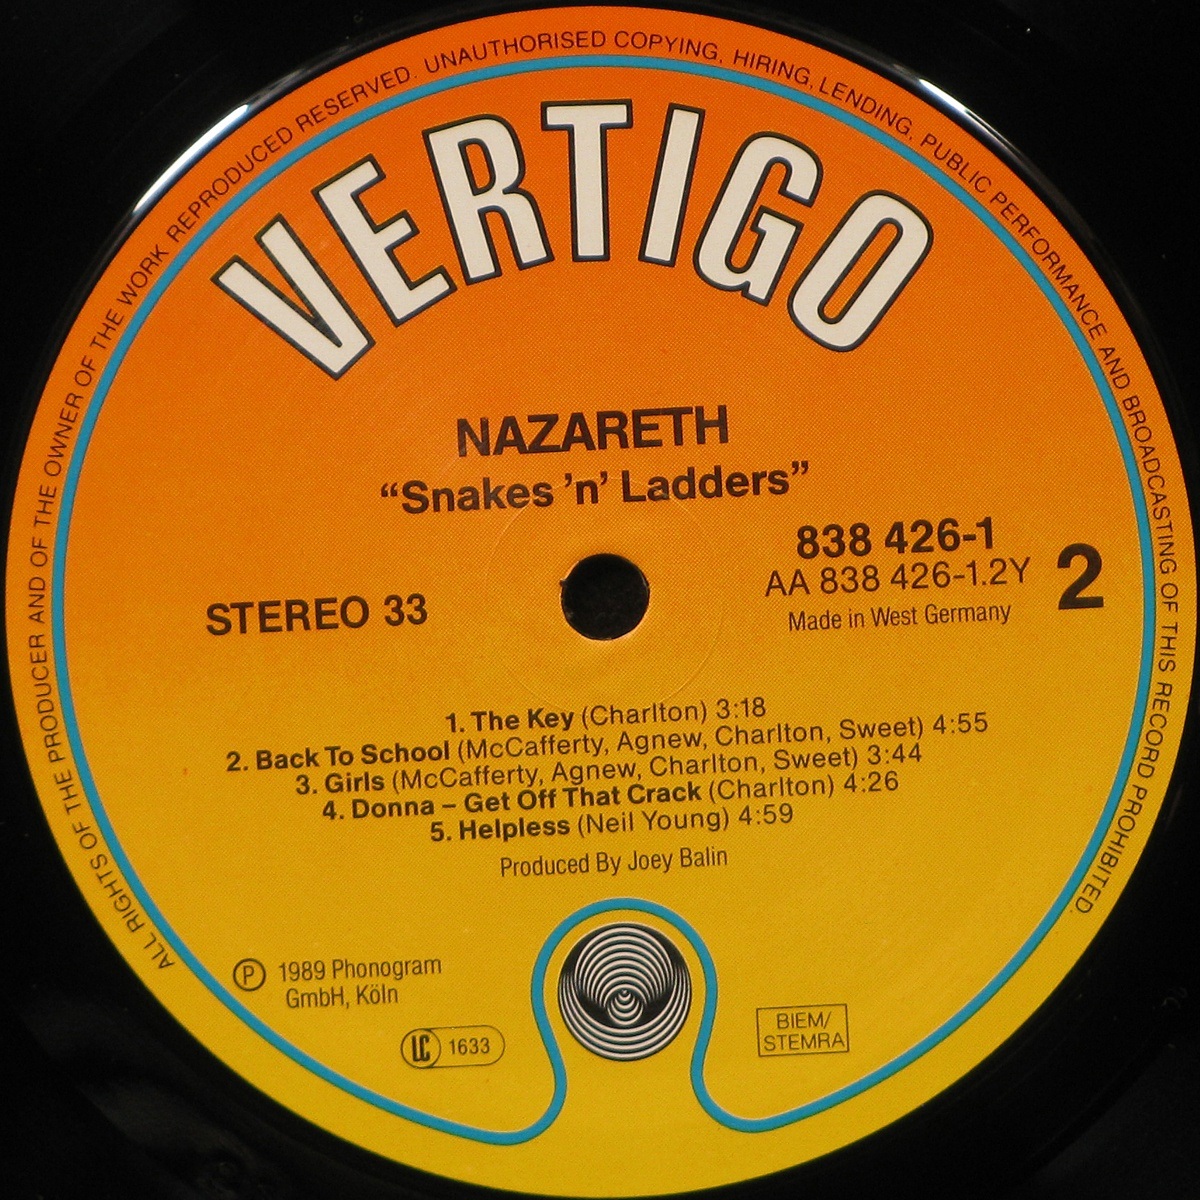 ALL RIGHTS OF THE PRODUCER AND OF THE OWNER OF THE WORK REPRODUCED RESERVED. UNAUTHORISED COPYING, HIRING, LENDING, PUBLIC PERFORMANCE AND BROADCASTING OF THIS RECORD PROHIBITED.
VERTIGO
NAZARETH
“Snakes ’n’ Ladders”
838 426-1
AA 838 426-1.2Y
2
Made in West Germany
STEREO 33
1. The Key (Charlton) 3:18
2. Back To School (McCafferty, Agnew, Charlton, Sweet) 4:55
3. Girls (McCafferty, Agnew, Charlton, Sweet) 3:44
4. Donna – Get Off That Crack (Charlton) 4:26
5. Helpless (Neil Young) 4:59
Produced By Joey Balin
Ⓟ 1989 Phonogram
GmbH, Köln
LC 1633
BIEM/
STEMRA